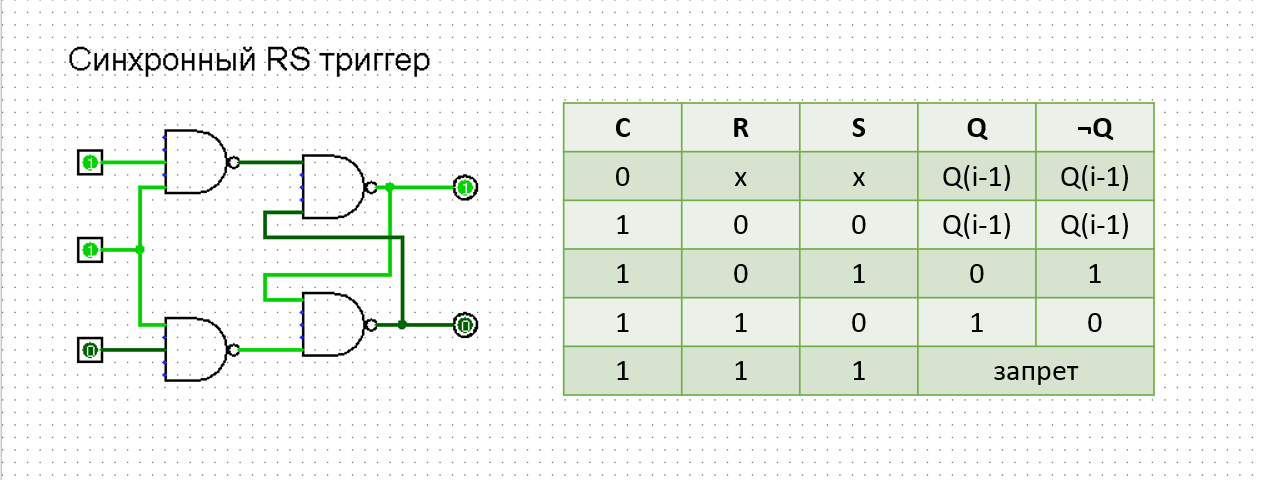 Синхронный RS триггер
C R S Q ¬Q
0 x x Q(i-1) Q(i-1)
1 0 0 Q(i-1) Q(i-1)
1 0 1 0 1
1 1 0 1 0
1 1 1 запрет
1
1
1
0
0